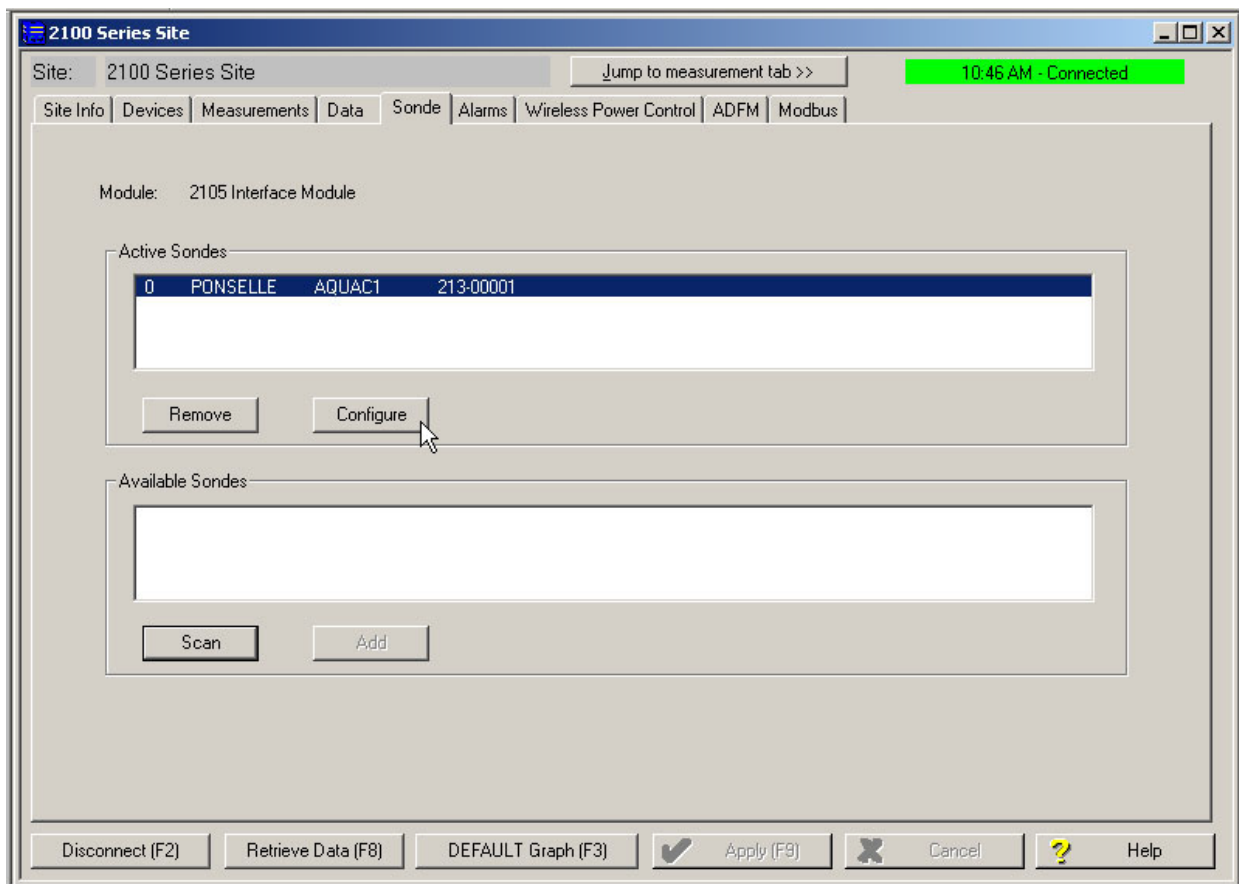 2100 Series Site
Site: 2100 Series Site Jump to measurement tab >> 10:46 AM - Connected
Site Info Devices Measurements Data Sonde Alarms Wireless Power Control ADFM Modbus
Module: 2105 Interface Module
Active Sondes
0 PONSELLE AQUAC1 213-00001
Remove Configure
Available Sondes
Scan Add
Disconnect (F2) Retrieve Data (F8) DEFAULT Graph (F3) Apply (F9) Cancel Help